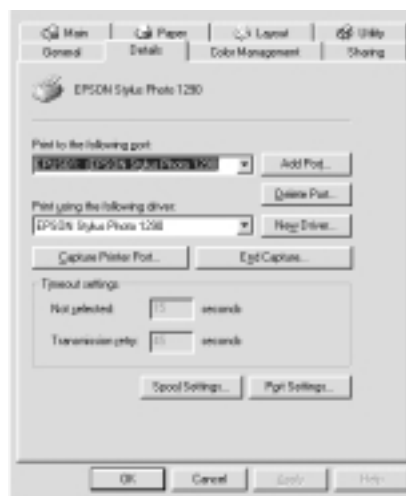 Main Paper Layout Utility
General Details Color Management Sharing
EPSON Stylus Photo 1290
Print to the following port:
(EPSON Stylus Photo 1290) Add Port...
Delete Port...
Print using the following driver:
EPSON Stylus Photo 1290 New Driver...
Capture Printer Port... End Capture...
Timeout settings
Not selected: 15 seconds
Transmission retry: 45 seconds
Spool Settings... Port Settings...
OK Cancel Apply Help